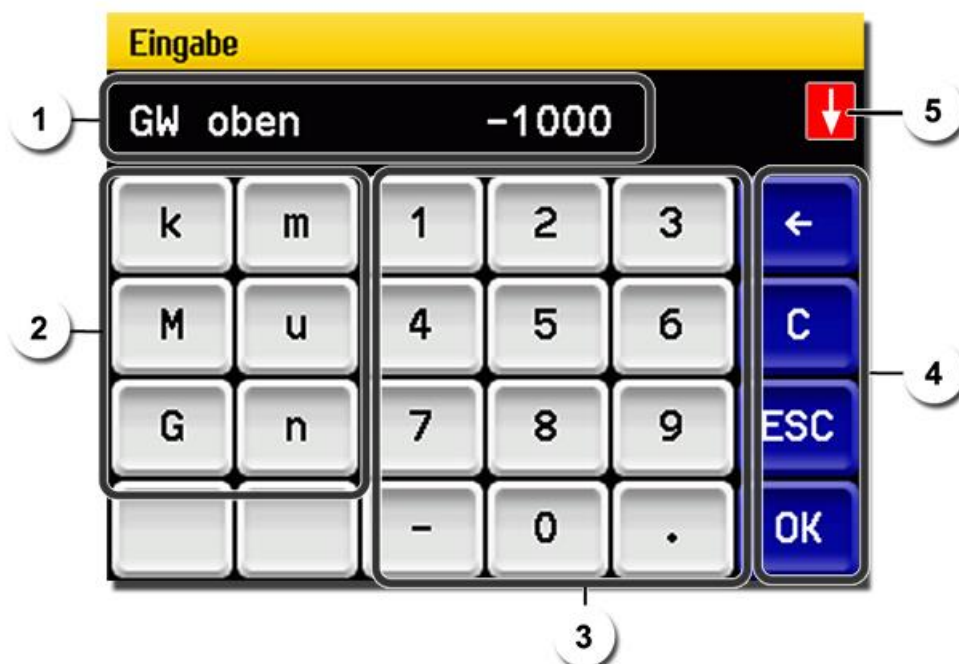 Eingabe
1 GW oben -1000 5
k m 1 2 3 ←
2 M u 4 5 6 C 4
G n 7 8 9 ESC
- 0 . OK
3